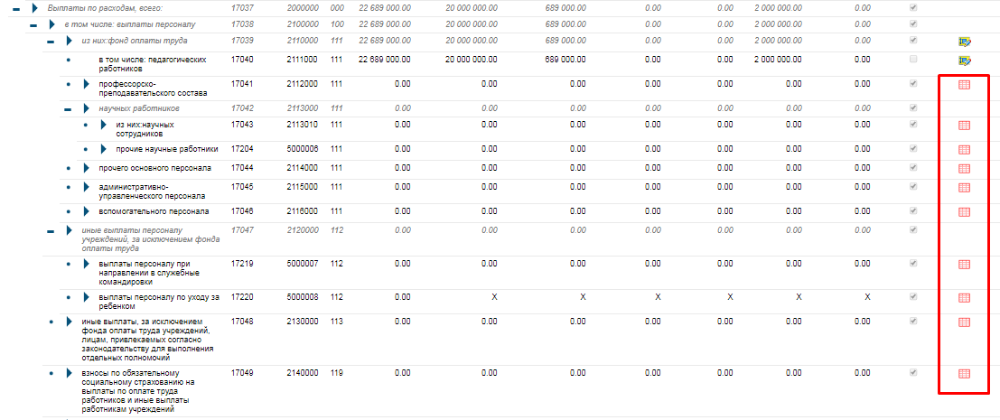 Выплаты по расходам, всего: 17037 2000000 000 22 689 000.00 20 000 000.00 689 000.00 0.00 0.00 2 000 000.00 0.00
в том числе: выплаты персоналу 17038 2100000 100 22 689 000.00 20 000 000.00 689 000.00 0.00 0.00 2 000 000.00 0.00
из них:фонд оплаты труда 17039 2110000 111 22 689 000.00 20 000 000.00 689 000.00 0.00 0.00 2 000 000.00 0.00
в том числе: педагогических 17040 2111000 111 22 689 000.00 20 000 000.00 689 000.00 0.00 0.00 2 000 000.00 0.00
работников
профессорско- 17041 2112000 111 0.00 0.00 0.00 0.00 0.00 0.00 0.00
преподавательского состава
научных работников 17042 2113000 111 0.00 0.00 0.00 0.00 0.00 0.00 0.00
из них:научных 17043 2113010 111 0.00 0.00 0.00 0.00 0.00 0.00 0.00
сотрудников
прочие научные работники 17204 5000006 111 0.00 0.00 0.00 0.00 0.00 0.00 0.00
прочего основного персонала 17044 2114000 111 0.00 0.00 0.00 0.00 0.00 0.00 0.00
административно- 17045 2115000 111 0.00 0.00 0.00 0.00 0.00 0.00 0.00
управленческого персонала
вспомогательного персонала 17046 2116000 111 0.00 0.00 0.00 0.00 0.00 0.00 0.00
иные выплаты персоналу 17047 2120000 112 0.00 0.00 0.00 0.00 0.00 0.00 0.00
учреждений, за исключением фонда
оплаты труда
выплаты персоналу при 17219 5000007 112 0.00 0.00 0.00 0.00 0.00 0.00 0.00
направлении в служебные
командировки
выплаты персоналу по уходу за 17220 5000008 112 0.00 X X X X X X
ребенком
иные выплаты, за исключением 17048 2130000 113 0.00 0.00 0.00 0.00 0.00 0.00 0.00
фонда оплаты труда учреждений,
лицам, привлекаемых согласно
законодательству для выполнения
отдельных полномочий
взносы по обязательному 17049 2140000 119 0.00 0.00 0.00 0.00 0.00 0.00 0.00
социальному страхованию на
выплаты по оплате труда
работников и иные выплаты
работникам учреждений